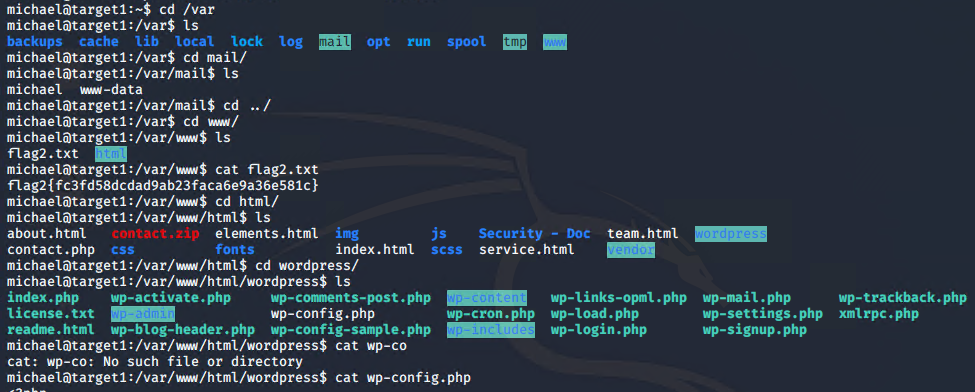 michael@target1:~$ cd /var
michael@target1:/var$ ls
backups cache lib local lock log mail opt run spool tmp www
michael@target1:/var$ cd mail/
michael@target1:/var/mail$ ls
michael www-data
michael@target1:/var/mail$ cd ../
michael@target1:/var$ cd www/
michael@target1:/var/www$ ls
flag2.txt html
michael@target1:/var/www$ cat flag2.txt
flag2{fc3fd58dcdad9ab23faca6e9a36e581c}
michael@target1:/var/www$ cd html/
michael@target1:/var/www/html$ ls
about.html contact.zip elements.html img js Security - Doc team.html wordpress
contact.php css fonts index.html scss service.html vendor
michael@target1:/var/www/html$ cd wordpress/
michael@target1:/var/www/html/wordpress$ ls
index.php wp-activate.php wp-comments-post.php wp-content wp-links-opml.php wp-mail.php wp-trackback.php
license.txt wp-admin wp-config.php wp-cron.php wp-load.php wp-settings.php xmlrpc.php
readme.html wp-blog-header.php wp-config-sample.php wp-includes wp-login.php wp-signup.php
michael@target1:/var/www/html/wordpress$ cat wp-co
cat: wp-co: No such file or directory
michael@target1:/var/www/html/wordpress$ cat wp-config.php